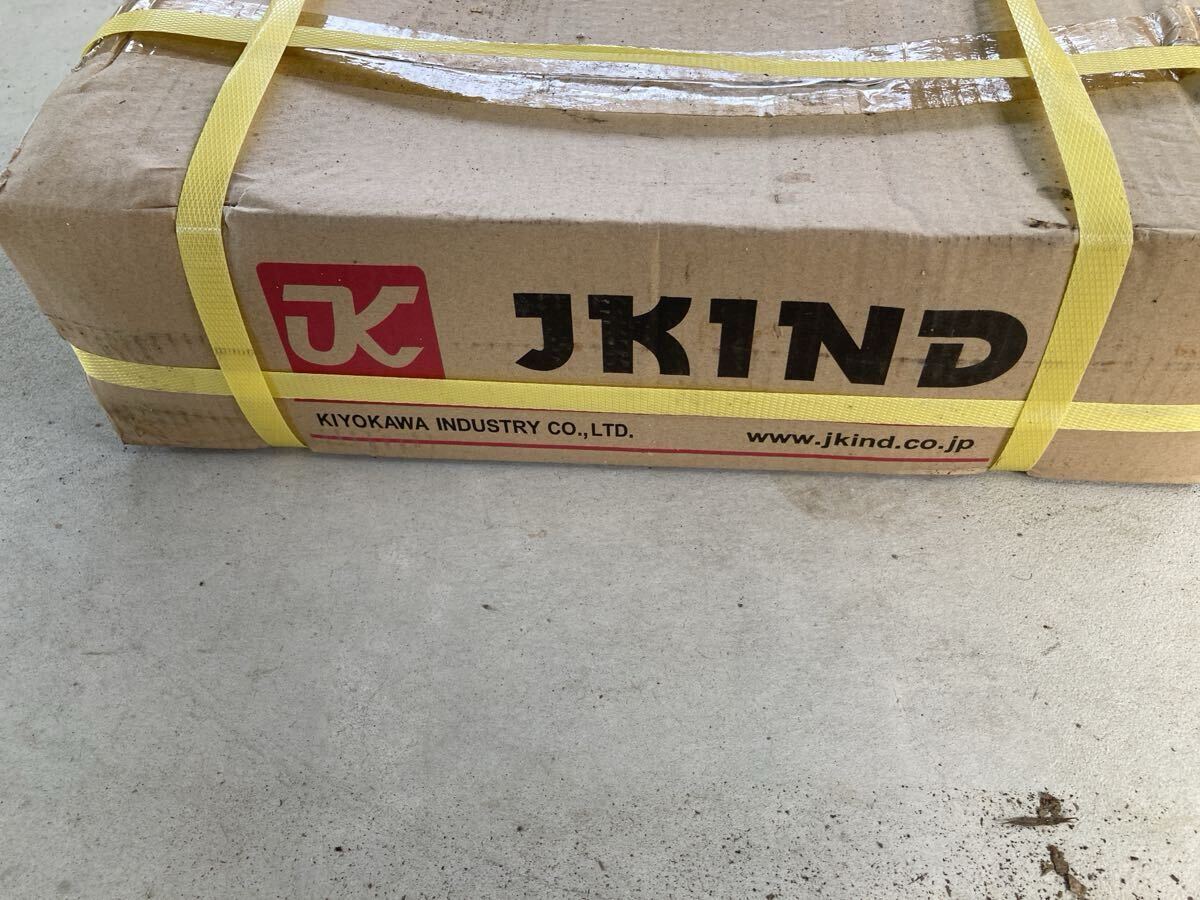 JK JKIND
KIYOKAWA INDUSTRY CO.,LTD. www.jkind.co.jp